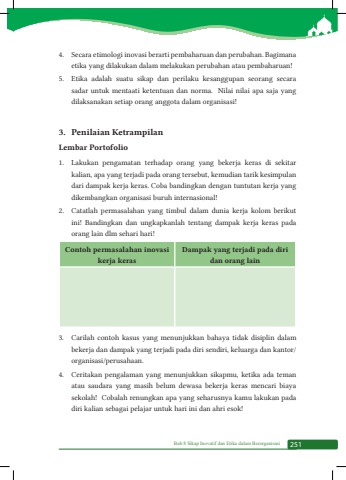 4. Secara etimologi inovasi berarti pembaharuan dan perubahan. Bagimana
etika yang dilakukan dalam melakukan perubahan atau pembaharuan!
5. Etika adalah suatu sikap dan perilaku kesanggupan seorang secara
sadar untuk mentaati ketentuan dan norma. Nilai nilai apa saja yang
dilaksanakan setiap orang anggota dalam organisasi!
3. Penilaian Ketrampilan
Lembar Portofolio
1. Lakukan pengamatan terhadap orang yang bekerja keras di sekitar
kalian, apa yang terjadi pada orang tersebut, kemudian tarik kesimpulan
dari dampak kerja keras. Coba bandingkan dengan tuntutan kerja yang
dikembangkan organisasi buruh internasional!
2. Catatlah permasalahan yang timbul dalam dunia kerja kolom berikut
ini! Bandingkan dan ungkapkanlah tentang dampak kerja keras pada
orang lain dlm sehari hari!
Contoh permasalahan inovasi
kerja keras
Dampak yang terjadi pada diri
dan orang lain
3. Carilah contoh kasus yang menunjukkan bahaya tidak disiplin dalam
bekerja dan dampak yang terjadi pada diri sendiri, keluarga dan kantor/
organisasi/perusahaan.
4. Ceritakan pengalaman yang menunjukkan sikapmu, ketika ada teman
atau saudara yang masih belum dewasa bekerja keras mencari biaya
sekolah! Cobalah renungkan apa yang seharusnya kamu lakukan pada
diri kalian sebagai pelajar untuk hari ini dan ahri esok!
Bab 8 Sikap Inovatif dan Etika dalam Berorganisasi 251